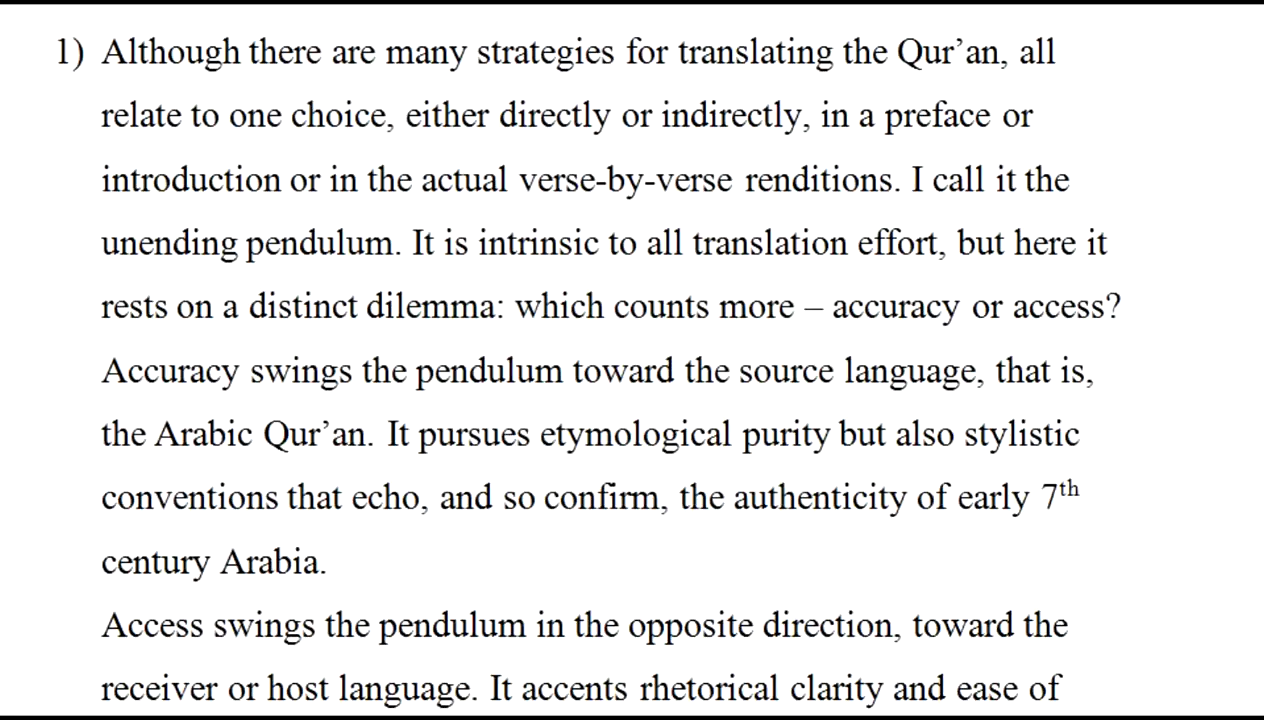 1) Although there are many strategies for translating the Qur’an, all
relate to one choice, either directly or indirectly, in a preface or
introduction or in the actual verse-by-verse renditions. I call it the
unending pendulum. It is intrinsic to all translation effort, but here it
rests on a distinct dilemma: which counts more – accuracy or access?
Accuracy swings the pendulum toward the source language, that is,
the Arabic Qur’an. It pursues etymological purity but also stylistic
conventions that echo, and so confirm, the authenticity of early 7th
century Arabia.
Access swings the pendulum in the opposite direction, toward the
receiver or host language. It accents rhetorical clarity and ease of